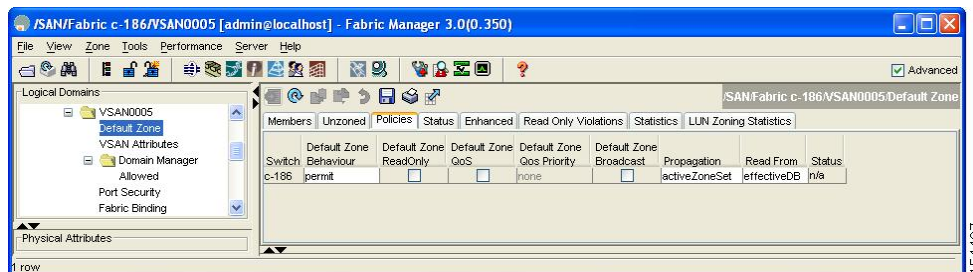 /SAN/Fabric c-186/VSAN0005 [admin@localhost] - Fabric Manager 3.0(0.350)
File View Zone Tools Performance Server Help
Advanced
Logical Domains
VSAN0005
Default Zone
VSAN Attributes
Domain Manager
Allowed
Port Security
Fabric Binding
Physical Attributes
/SAN/Fabric c-186/VSAN0005/Default Zone
Members Unzoned Policies Status Enhanced Read Only Violations Statistics LUN Zoning Statistics
Default Zone Default Zone Default Zone Default Zone Default Zone
Switch Behaviour ReadOnly QoS Qos Priority Broadcast Propagation Read From Status
c-186 permit none activeZoneSet effectiveDB n/a
1 row